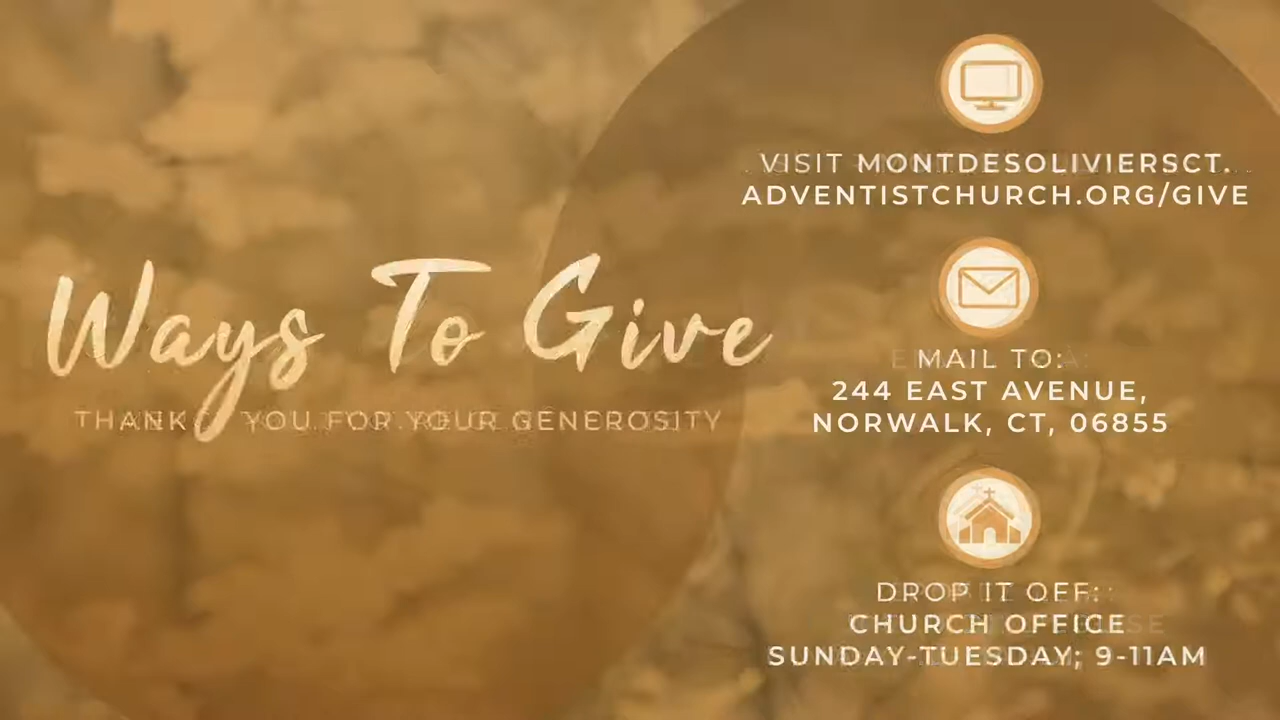 Ways To Give
THANK YOU FOR YOUR GENEROSITY
VISIT MONTDESOLIVIERSCT.
ADVENTISTCHURCH.ORG/GIVE
MAIL TO:
244 EAST AVENUE,
NORWALK, CT, 06855
DROP IT OFF:
CHURCH OFFICE
SUNDAY-TUESDAY; 9-11AM